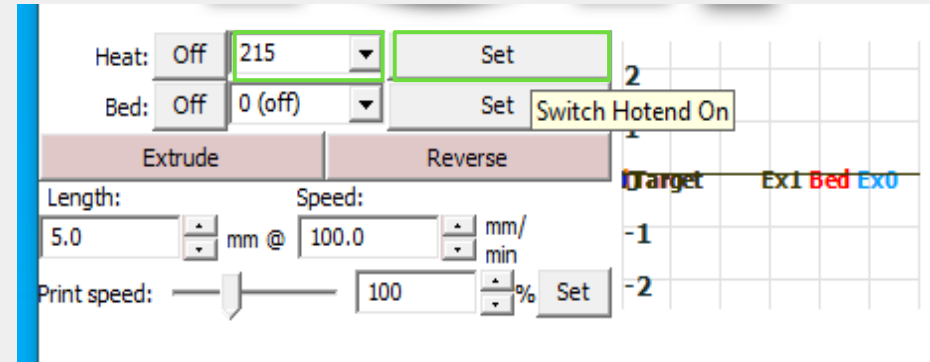 Heat: Off 215 Set
2
Bed: Off 0 (off) Set
Switch Hotend On
Extrude Reverse
Target Ex1 Bed Ex0
Length: Speed:
5.0 mm @ 100.0 mm/
min
-1
Print speed: 100 % Set
-2